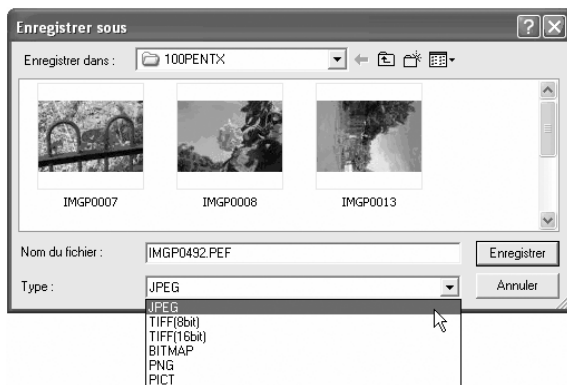 Enregistrer sous
Enregistrer dans :
100PENTX
IMGP0007
IMGP0008
IMGP0013
Nom du fichier :
IMGP0492.PEF
Enregistrer
Type :
JPEG
Annuler
JPEG
TIFF(8bit)
TIFF(16bit)
BITMAP
PNG
PICT